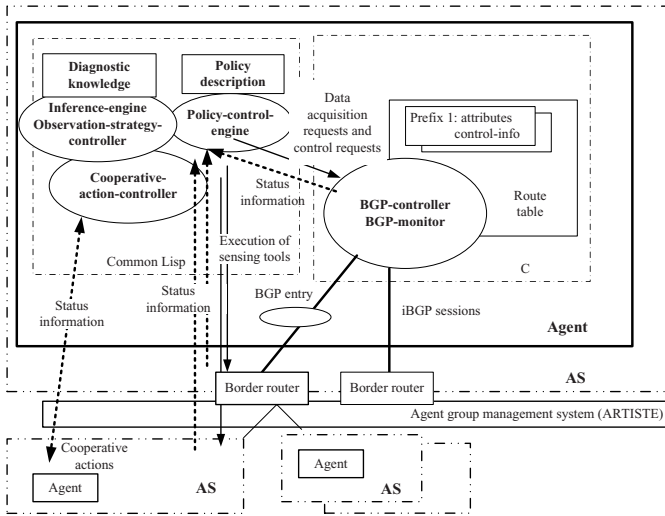 Diagnostic
knowledge
Policy
description
Inference-engine
Observation-strategy-
controller
Policy-control-
engine
Cooperative-
action-controller
Data
acquisition
requests and
control requests
Prefix 1: attributes
control-info
Status
information
BGP-controller
BGP-monitor
Route
table
Common Lisp
Execution of
sensing tools
C
Status
information
Status
information
BGP entry
iBGP sessions
Agent
AS
Border router
Border router
Agent group management system (ARTISTE)
Cooperative
actions
Agent
AS
Agent
AS